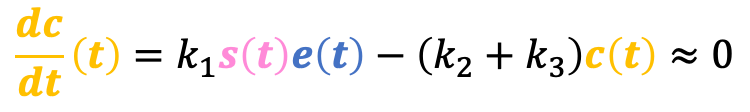 dc/dt (t) = k₁s(t)e(t) − (k₂ + k₃)c(t) ≈ 0